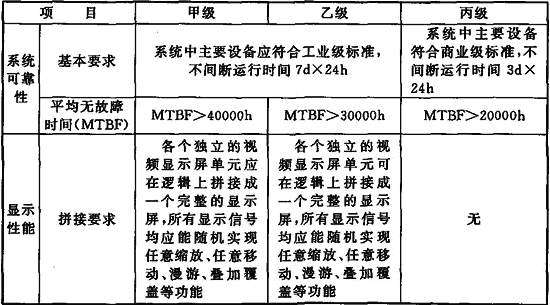 项 目 甲级 乙级 丙级
系统
可靠
性
基本要求
系统中主要设备应符合工业级标准，
不间断运行时间 7d×24h
系统中主要设备
符合商业级标准，不
间断运行时间 3d×
24h
平均无故障
时间(MTBF)
MTBF>40000h
MTBF>30000h
MTBF>20000h
显示
性能
拼接要求
各个独立的视
频显示屏单元应
在逻辑上拼接成
一个完整的显示
屏，所有显示信号
均应能随机实现
任意缩放、任意移
动、漫游、叠加覆
盖等功能
各个独立的视
频显示屏单元可
在逻辑上拼接成
一个完整的显示
屏，所有显示信号
均应能随机实现
任意缩放、任意移
动、漫游、叠加覆
盖等功能
无